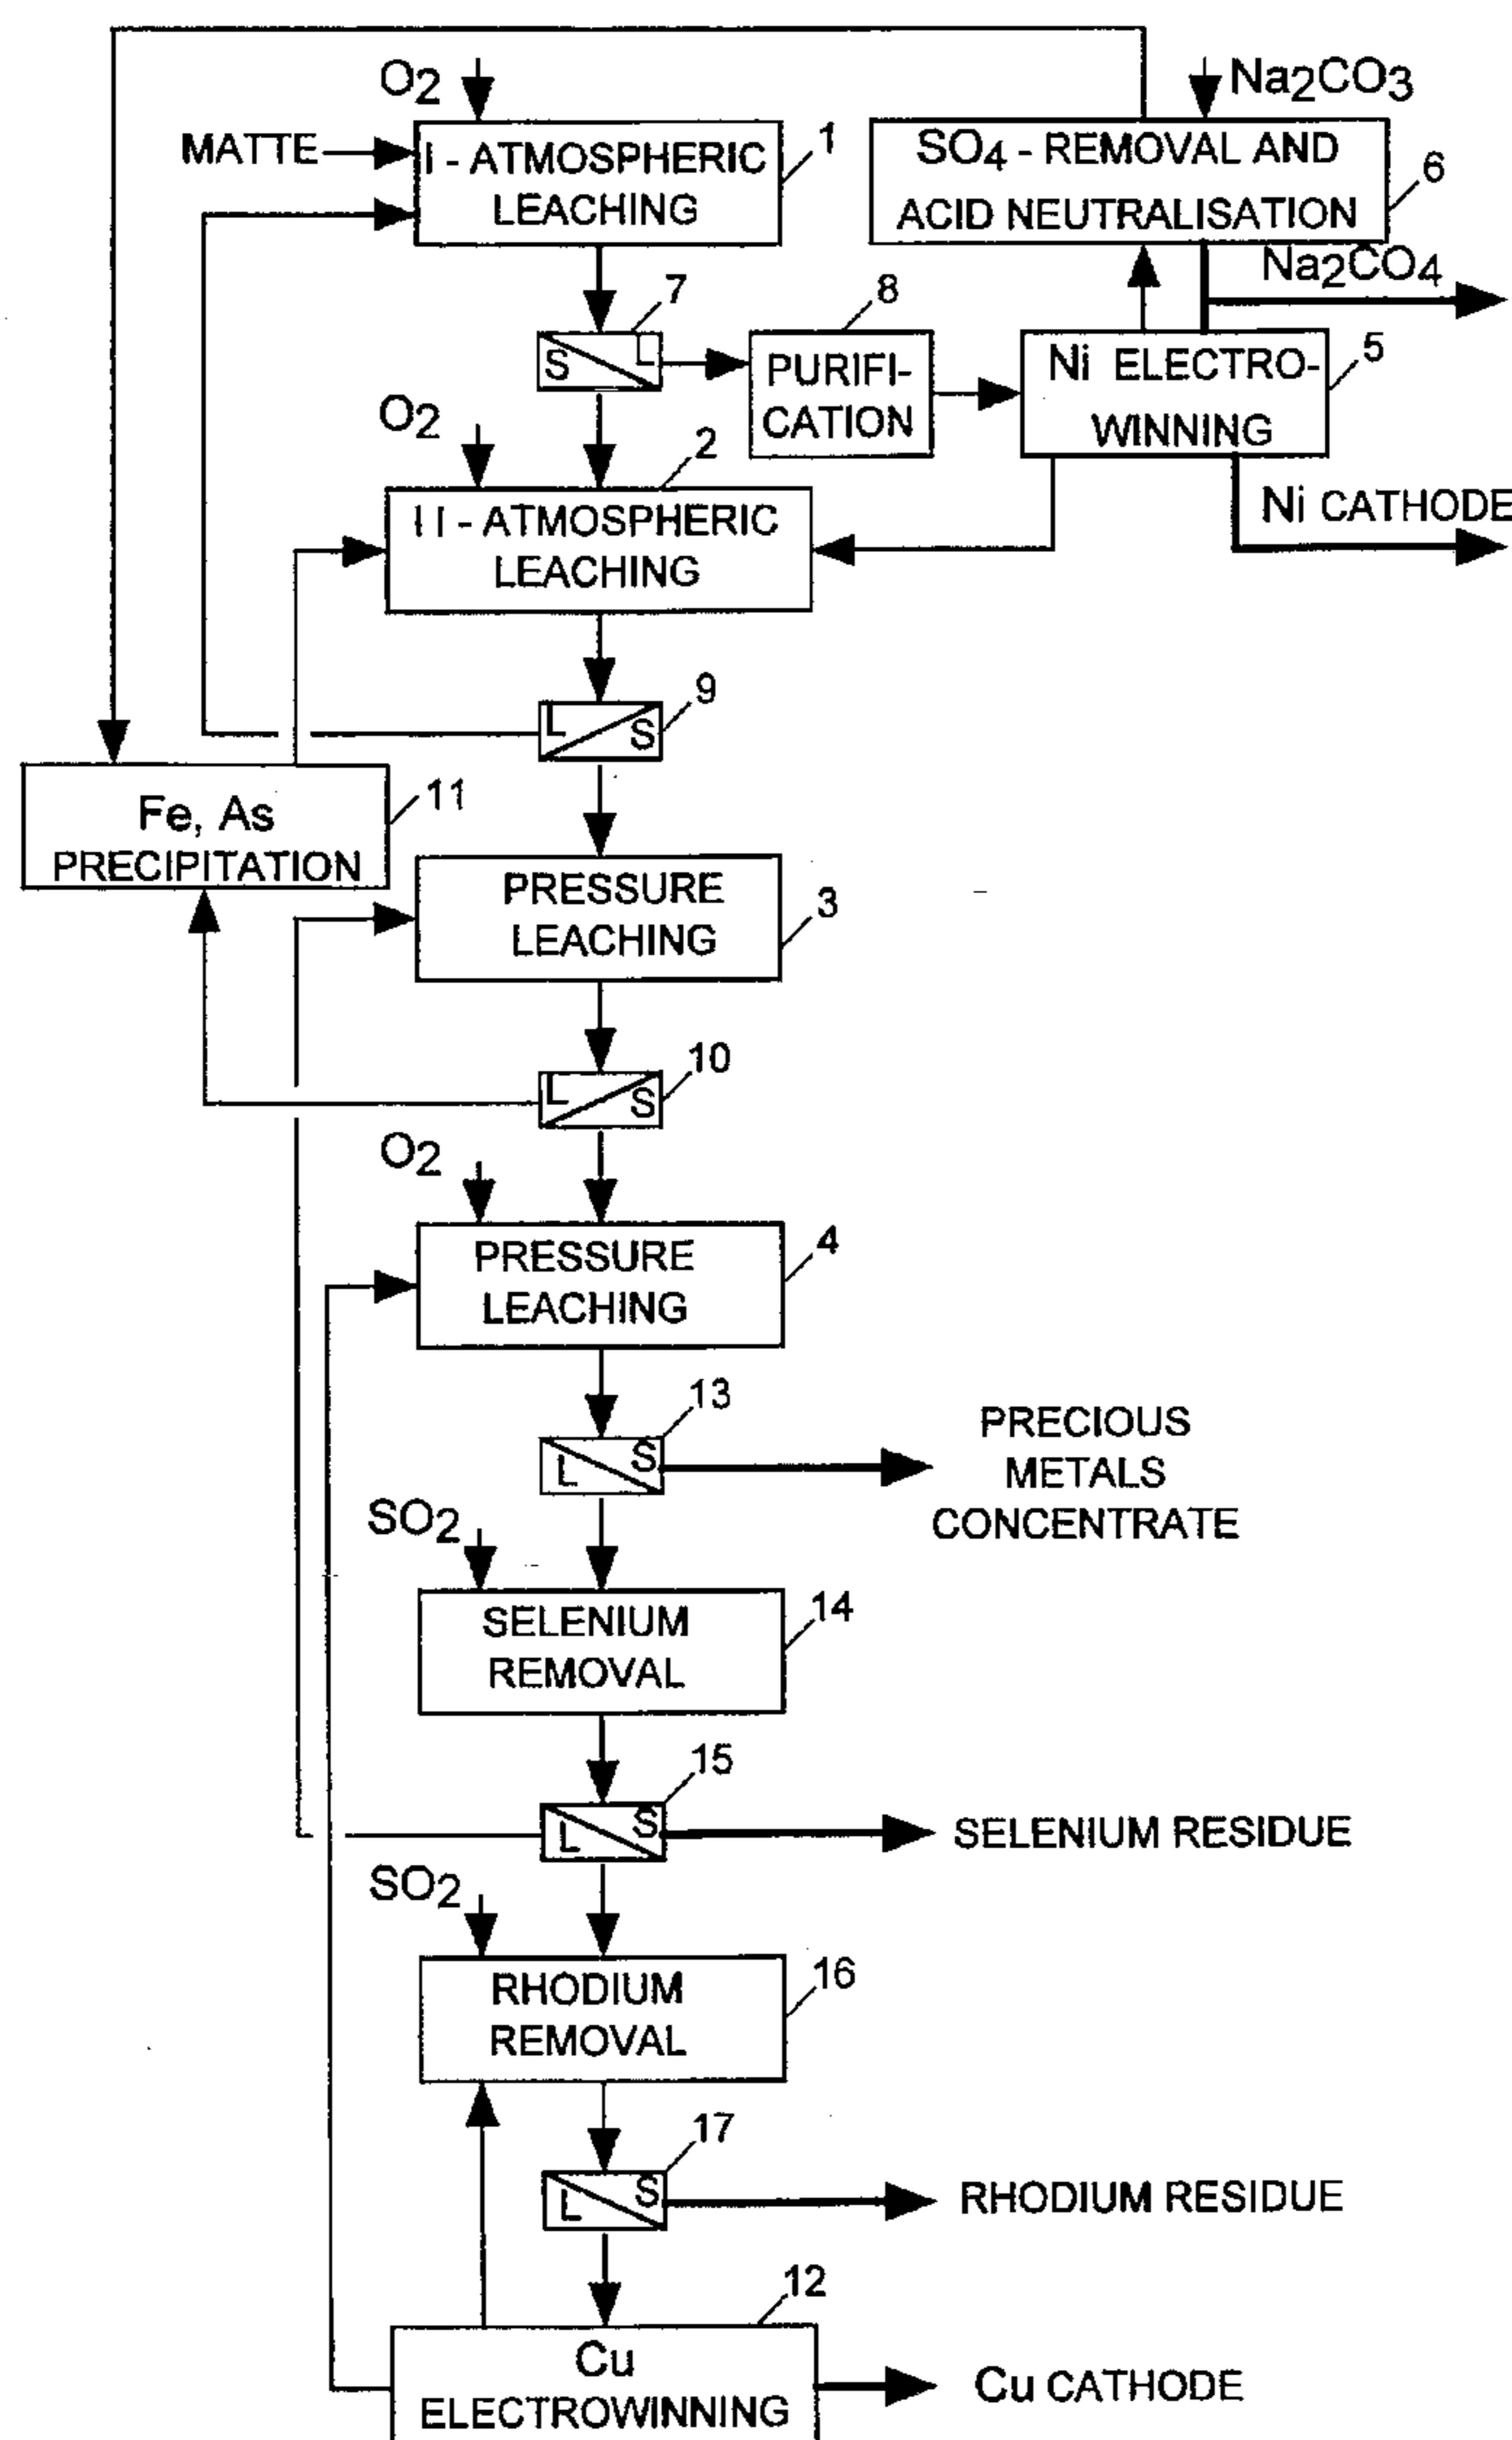 O2
Na2CO3
MATTE
I - ATMOSPHERIC
LEACHING
1
SO4 - REMOVAL AND
ACID NEUTRALISATION
6
Na2CO4
7
S
L
8
PURIFI-
CATION
Ni ELECTRO-
WINNING
5
O2
2
Ni CATHODE
II - ATMOSPHERIC
LEACHING
9
L
S
Fe, As
PRECIPITATION
11
PRESSURE
LEACHING
3
10
L
S
O2
PRESSURE
LEACHING
4
13
S
L
PRECIOUS
METALS
CONCENTRATE
SO2
SELENIUM
REMOVAL
14
15
S
L
SELENIUM RESIDUE
SO2
RHODIUM
REMOVAL
16
17
S
L
RHODIUM RESIDUE
12
Cu
ELECTROWINNING
Cu CATHODE